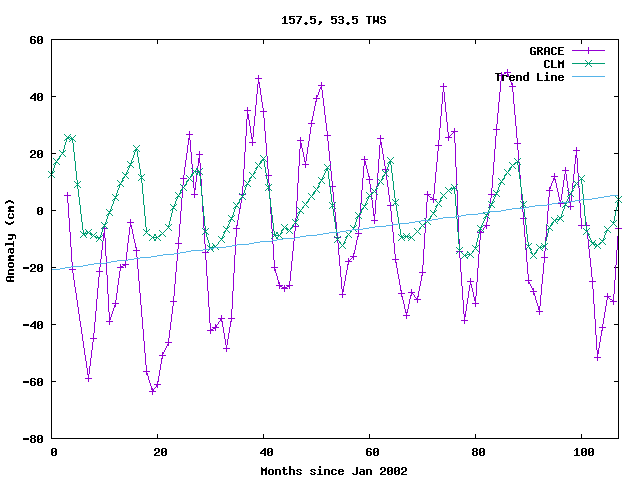 157.5, 53.5 TWS
GRACE
CLM
Trend Line
Anomaly (cm)
60
40
20
0
-20
-40
-60
-80
0 20 40 60 80 100
Months since Jan 2002